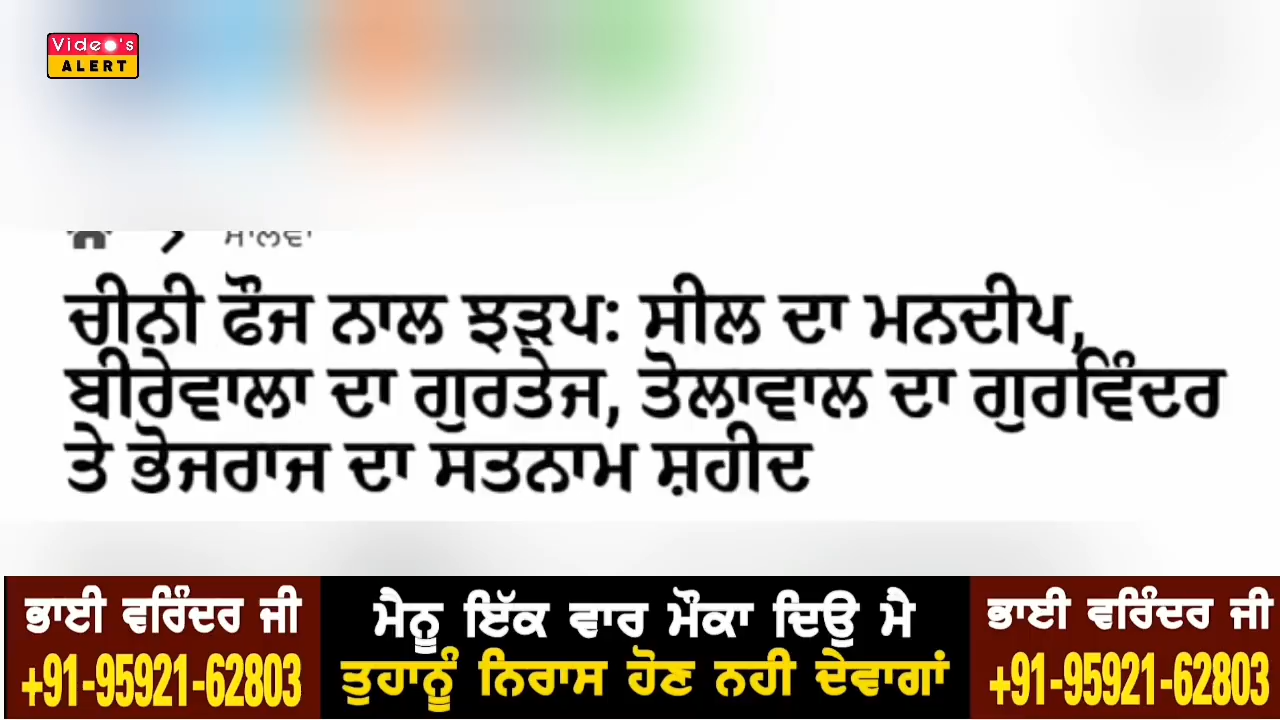 Video's
ALERT
ਮਾਲਵਾ
ਚੀਨੀ ਫੌਜ ਨਾਲ ਝੜਪ: ਸੀਲ ਦਾ ਮਨਦੀਪ,
ਬੀਰੇਵਾਲਾ ਦਾ ਗੁਰਤੇਜ, ਤੋਲਾਵਾਲ ਦਾ ਗੁਰਵਿੰਦਰ
ਤੇ ਭੋਜਰਾਜ ਦਾ ਸਤਨਾਮ ਸ਼ਹੀਦ
ਭਾਈ ਵਰਿੰਦਰ ਜੀ
+91-95921-62803
ਮੈਨੂ ਇੱਕ ਵਾਰ ਮੌਕਾ ਦਿਉ ਮੈ
ਤੁਹਾਨੂੰ ਨਿਰਾਸ ਹੋਣ ਨਹੀ ਦੇਵਾਗਾਂ
ਭਾਈ ਵਰਿੰਦਰ ਜੀ
+91-95921-62803